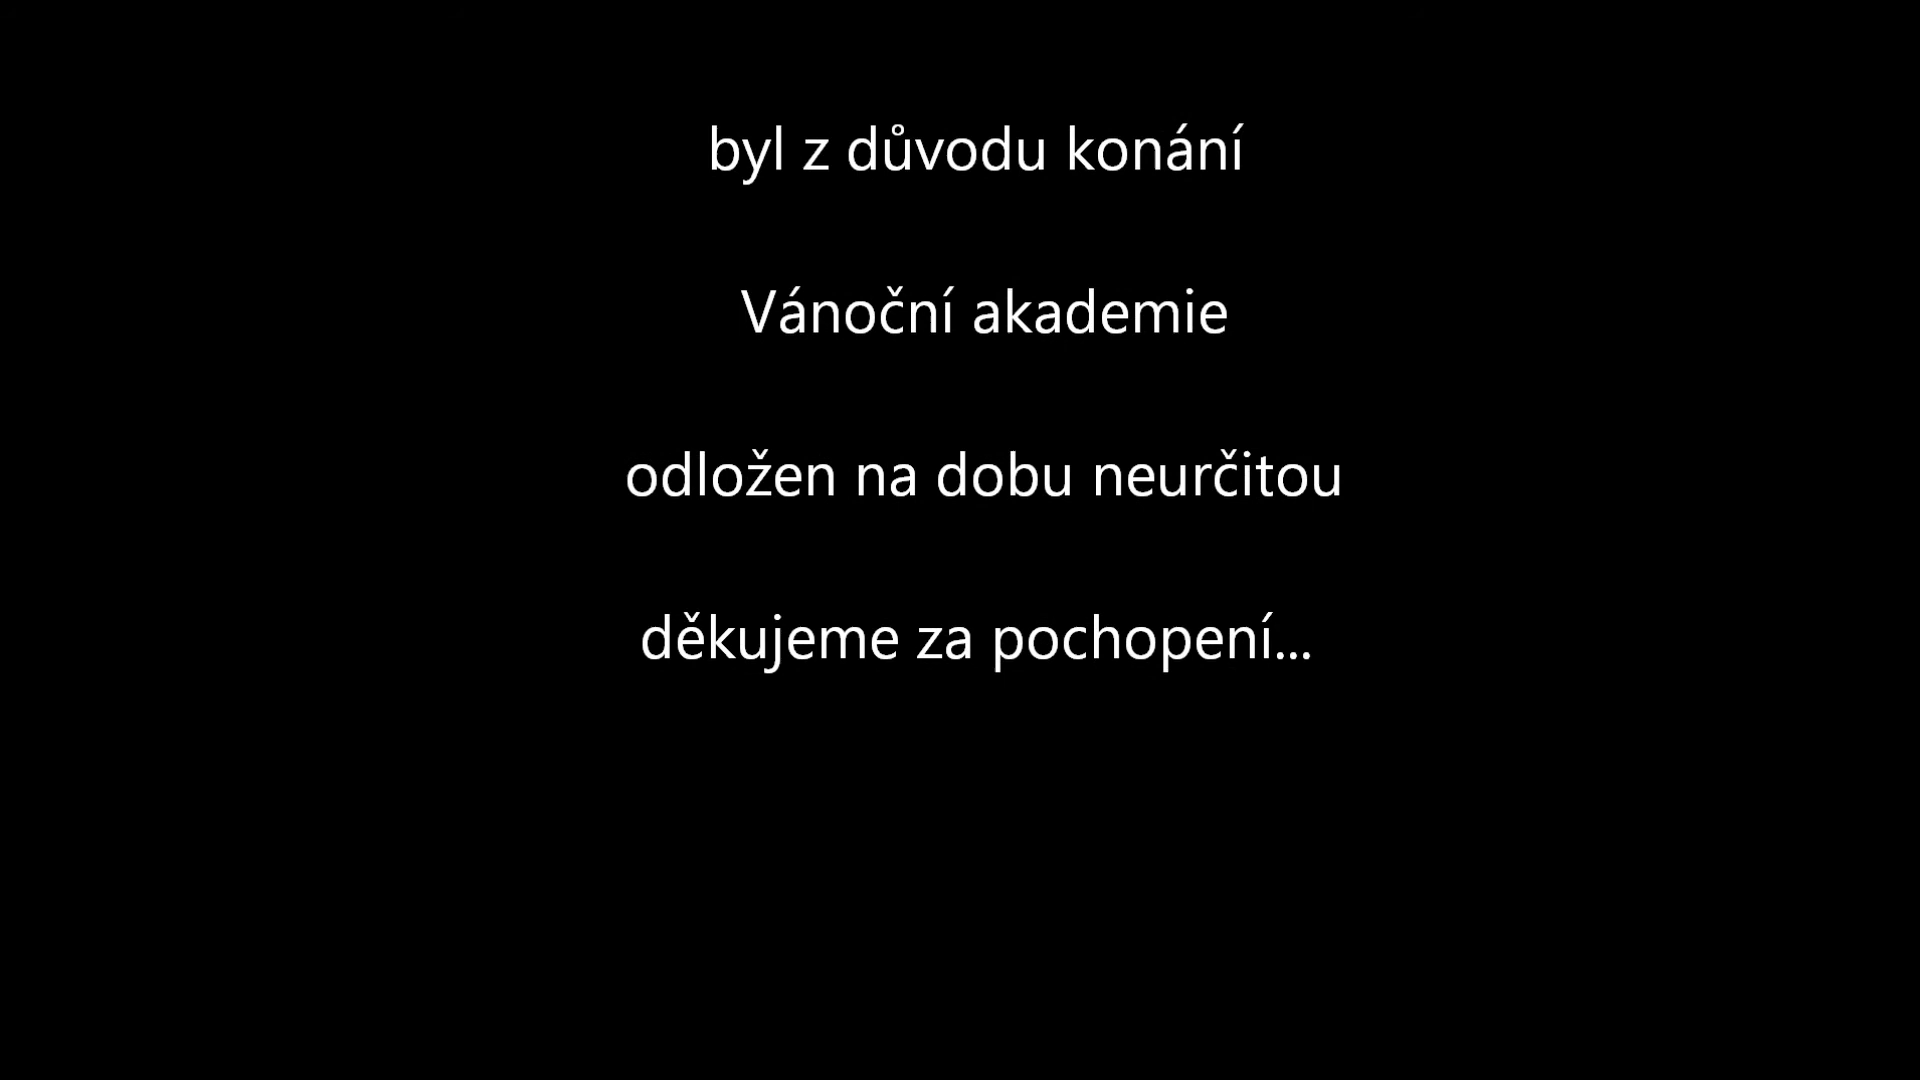 byl z důvodu konání
Vánoční akademie
odložen na dobu neurčitou
děkujeme za pochopení...